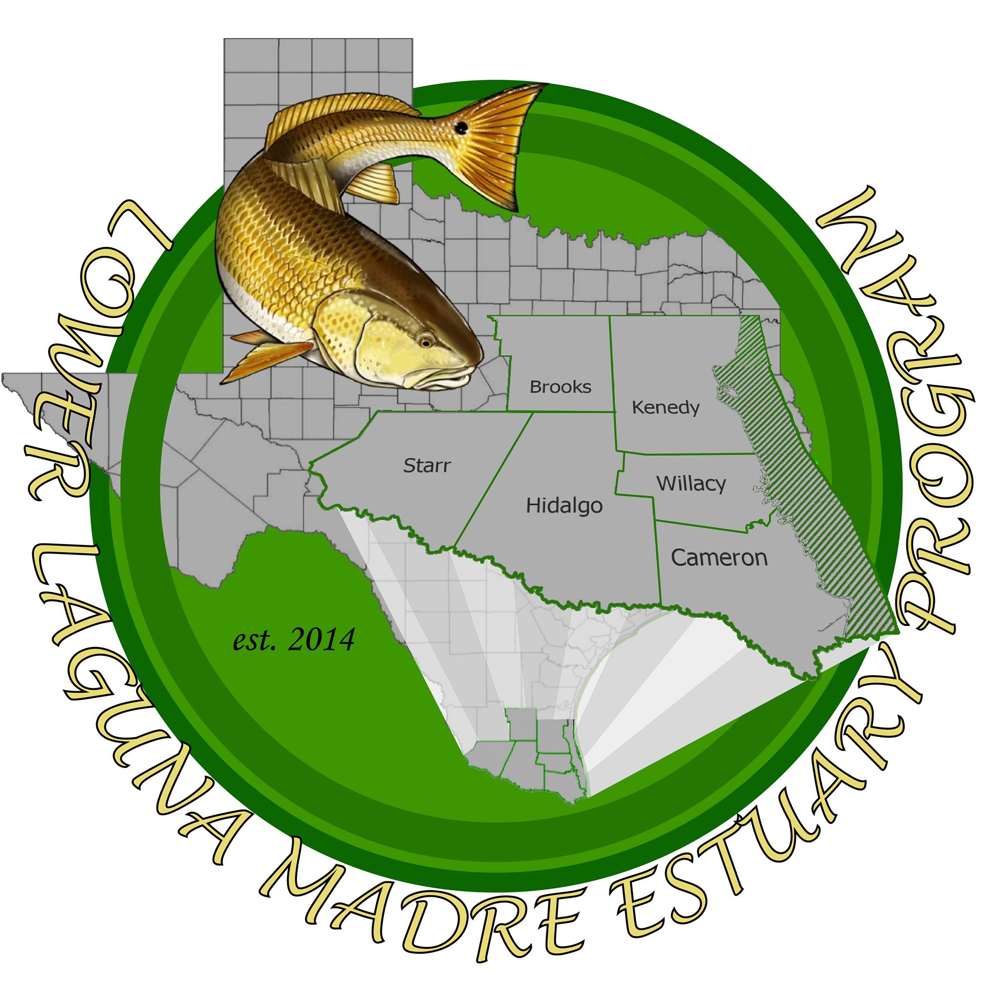 LOWER LAGUNA MADRE ESTUARY PROGRAM
Brooks
Kenedy
Starr
Willacy
Hidalgo
Cameron
est. 2014